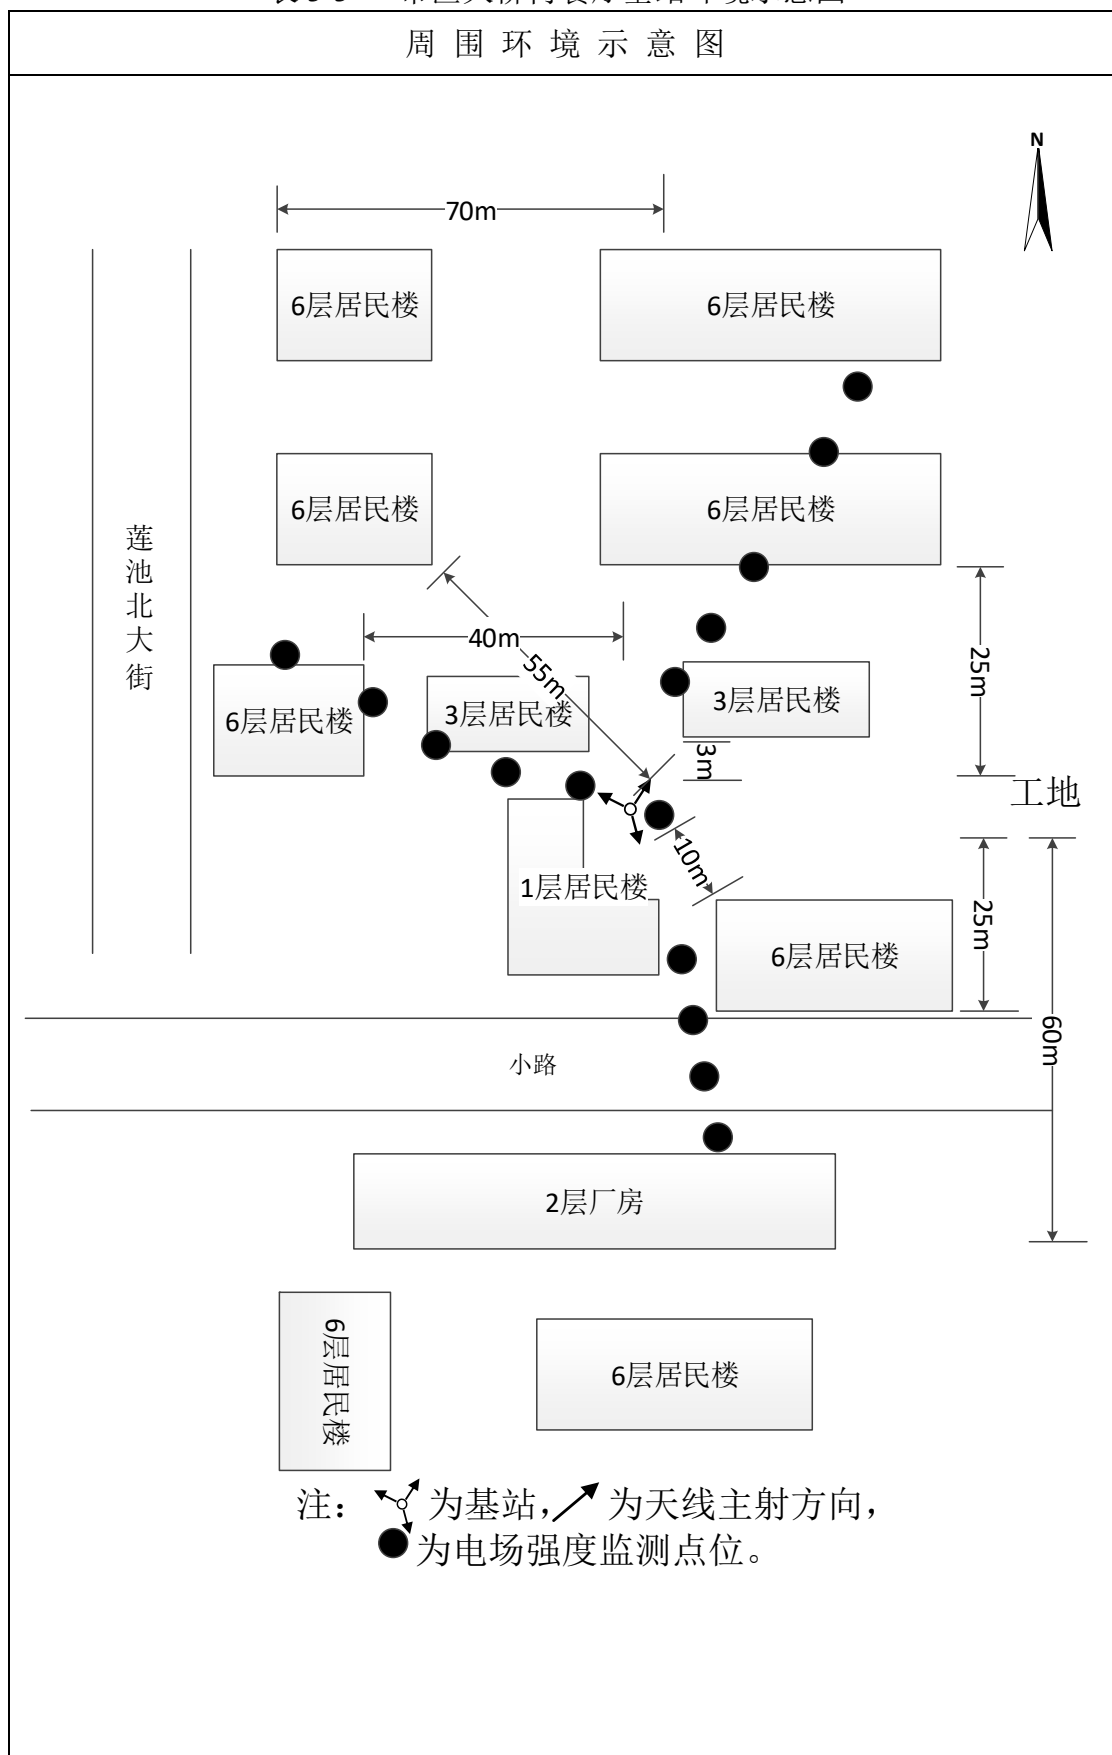 周围环境示意图
N
70m
6层居民楼
6层居民楼
6层居民楼
6层居民楼
莲池北大街
40m
55m
25m
6层居民楼
3层居民楼
3层居民楼
3m
工地
10m
1层居民楼
25m
6层居民楼
60m
小路
2层厂房
6层居民楼
6层居民楼
注： 为基站， 为天线主射方向，
为电场强度监测点位。